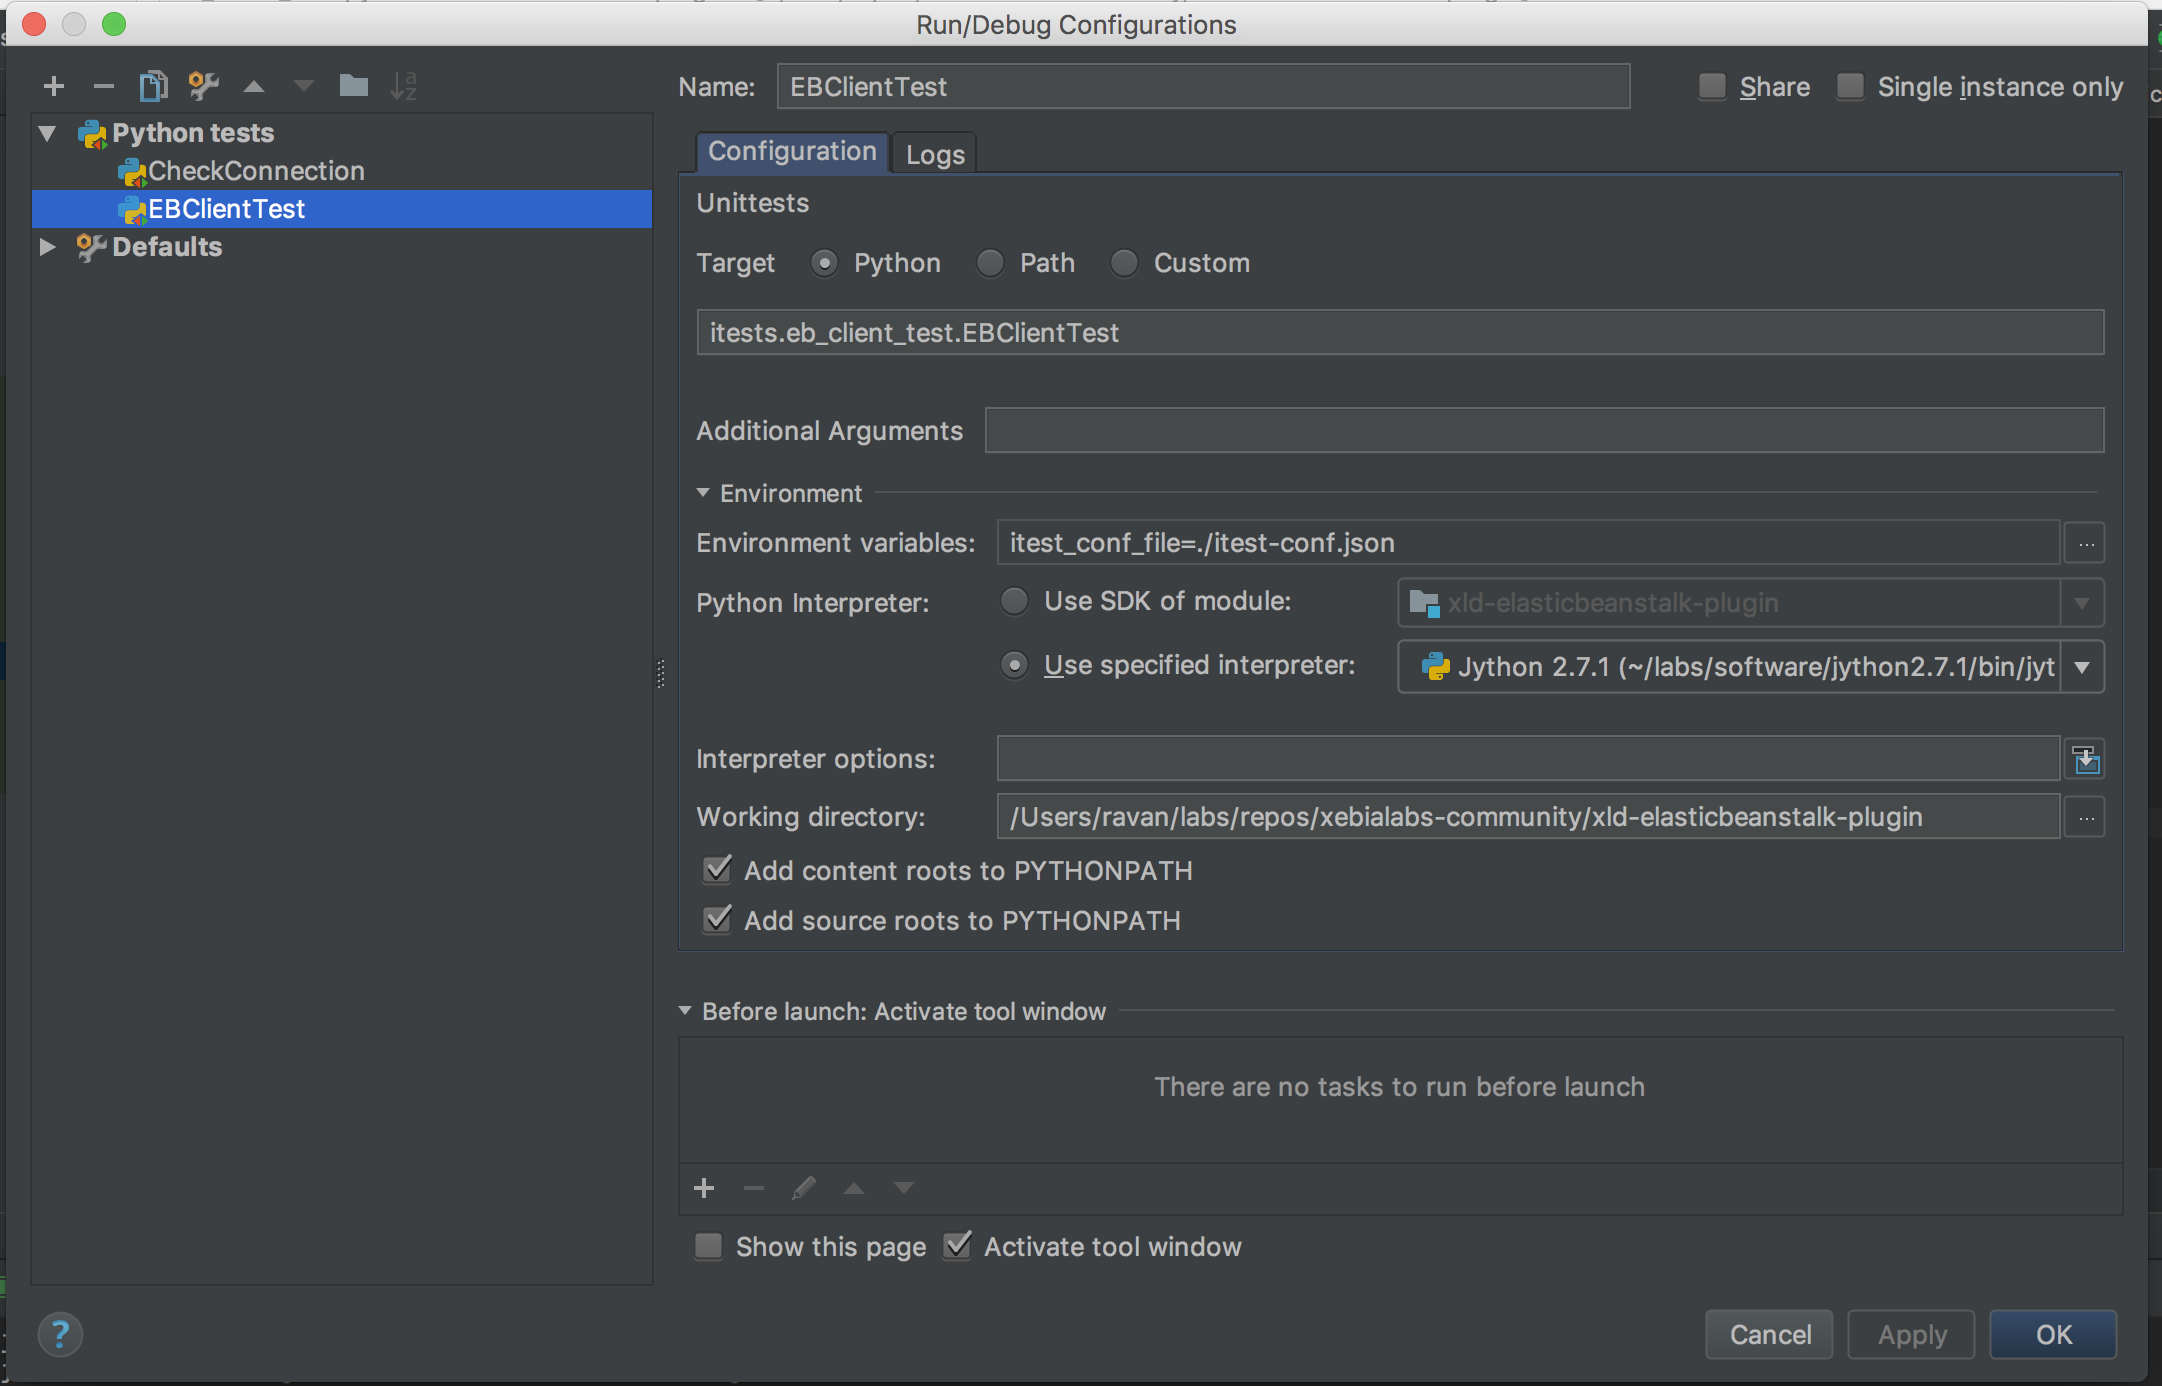 Run/Debug Configurations
Name: EBClientTest Share Single instance only
Python tests
CheckConnection
EBClientTest
Defaults
Configuration Logs
Unittests
Target Python Path Custom
itests.eb_client_test.EBClientTest
Additional Arguments
Environment
Environment variables: itest_conf_file=./itest-conf.json ...
Python Interpreter: Use SDK of module: xld-elasticbeanstalk-plugin
Use specified interpreter: Jython 2.7.1 (~/labs/software/jython2.7.1/bin/jyt
Interpreter options:
Working directory: /Users/ravan/labs/repos/xebialabs-community/xld-elasticbeanstalk-plugin ...
Add content roots to PYTHONPATH
Add source roots to PYTHONPATH
Before launch: Activate tool window
There are no tasks to run before launch
Show this page Activate tool window
? Cancel Apply OK